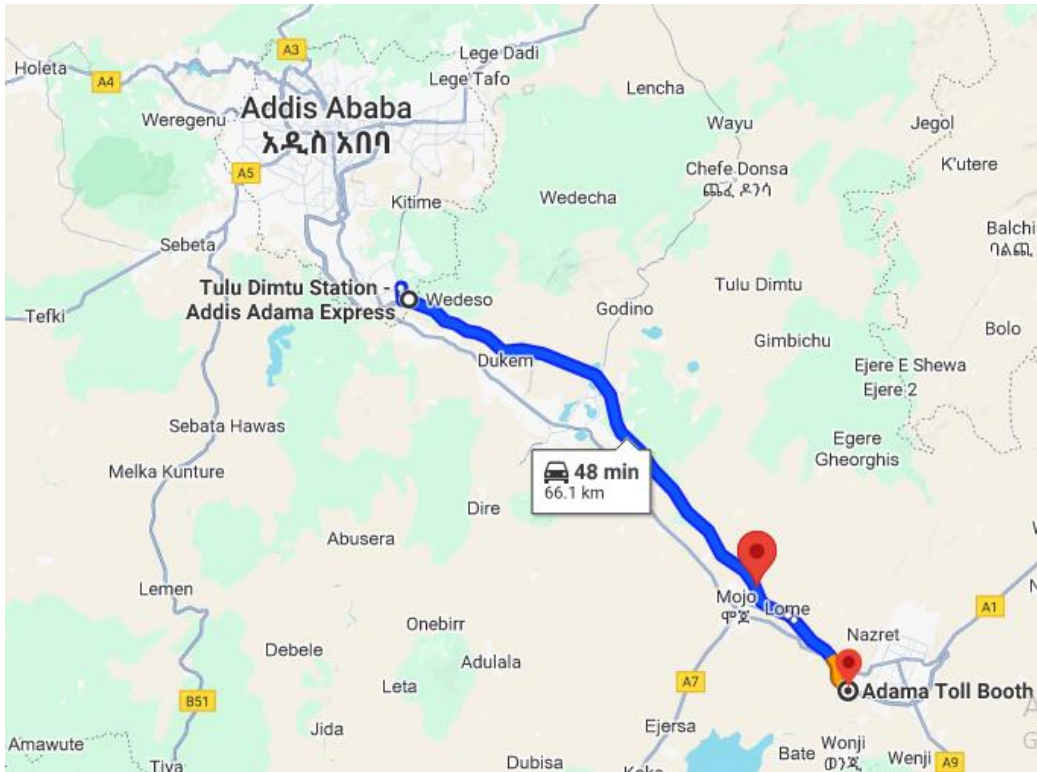 A3
Lege Dadi
Holeta
A4
Lege Tafo
Lencha
Addis Ababa
አዲስ አበባ
Weregenu
Wayu
Jegol
A5
Chefe Donsa
ጨፌ ዶንሳ
K'utere
Kitime
Wedecha
Balchi
ባልጪ
Sebeta
Tulu Dimtu Station -
Addis Adama Express
Wedeso
Tulu Dimtu
Tefki
Godino
Gimbichu
Bolo
Dukem
Ejere E Shewa
Ejere 2
Sebata Hawas
Egere
Gheorghis
Melka Kunture
48 min
66.1 km
Dire
Abusera
Lemen
Mojo
ሞጆ
Lome
A1
Onebirr
Nazret
Debele
Adulala
A7
Adama Toll Booth
Leta
B51
Jida
Ejersa
Amawute
Bate
Wonji
ወንጂ
Wenji
A9
Tiya
Dubisa
Koka